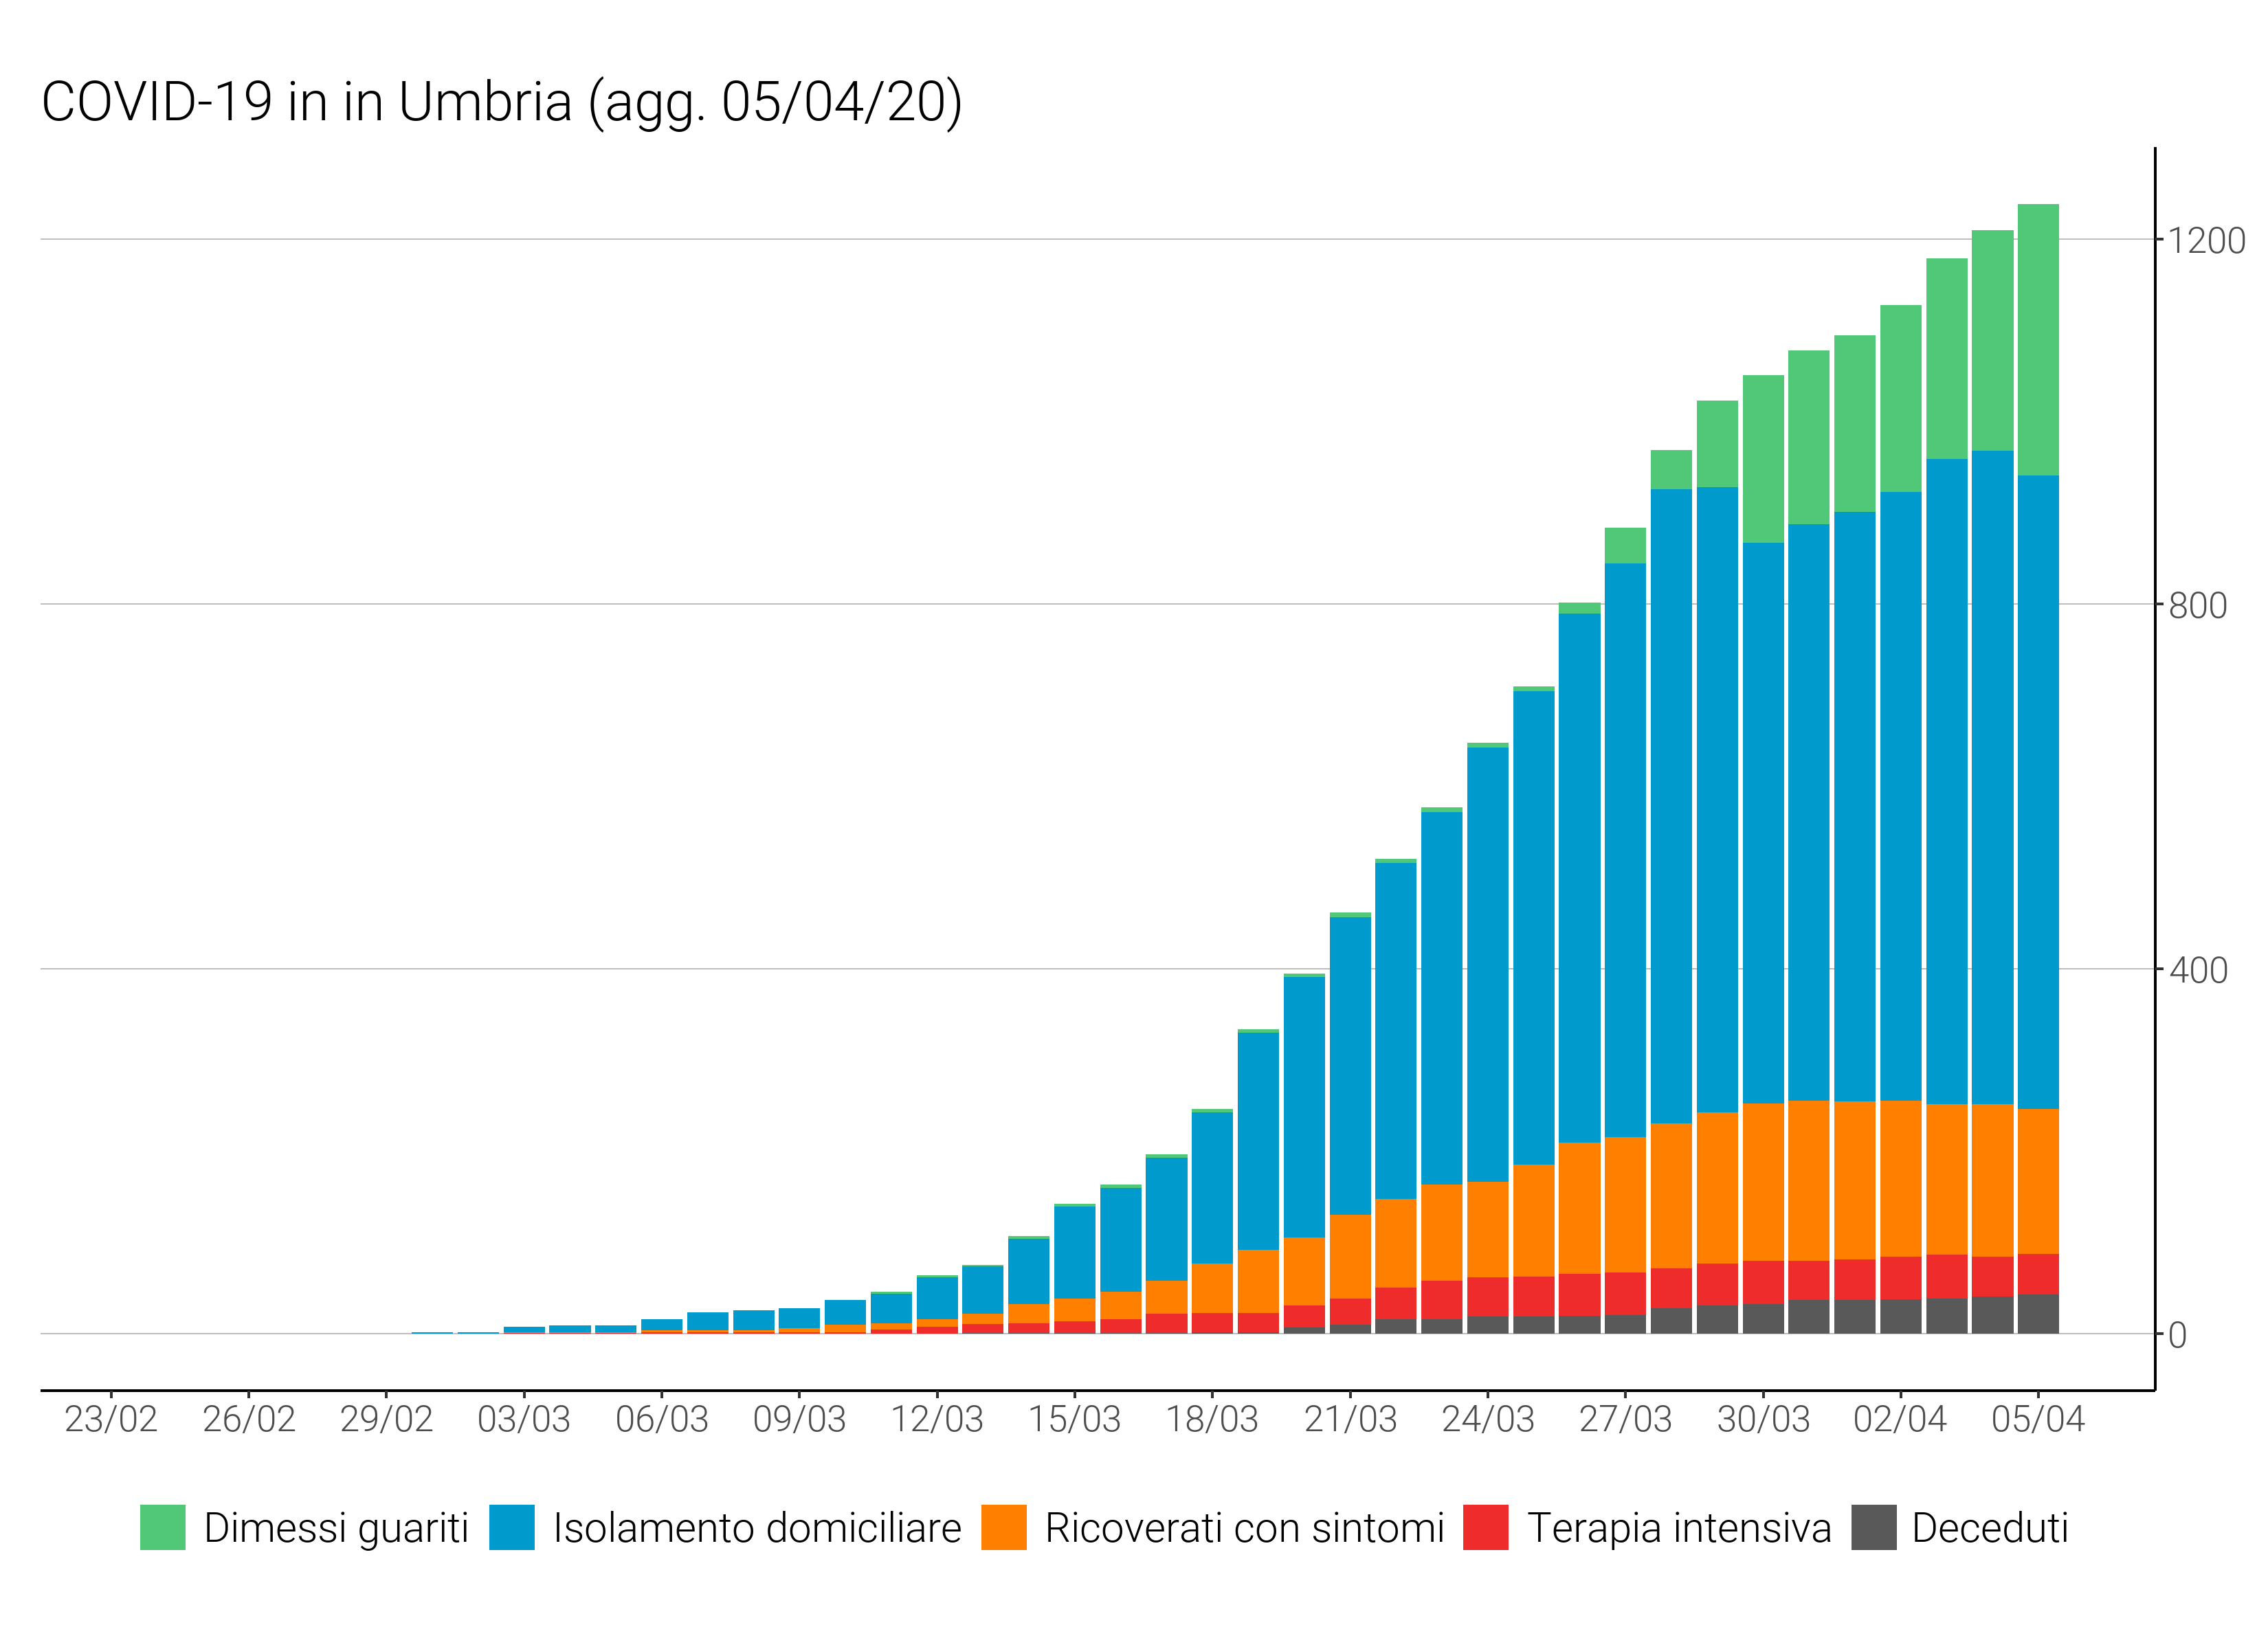 COVID-19 in in Umbria (agg. 05/04/20)
1200
800
400
0
23/02 26/02 29/02 03/03 06/03 09/03 12/03 15/03 18/03 21/03 24/03 27/03 30/03 02/04 05/04
Dimessi guariti Isolamento domiciliare Ricoverati con sintomi Terapia intensiva Deceduti